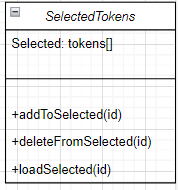 SelectedTokens
Selected: tokens[]
+addToSelected(id)
+deleteFromSelected(id)
+loadSelected(id)